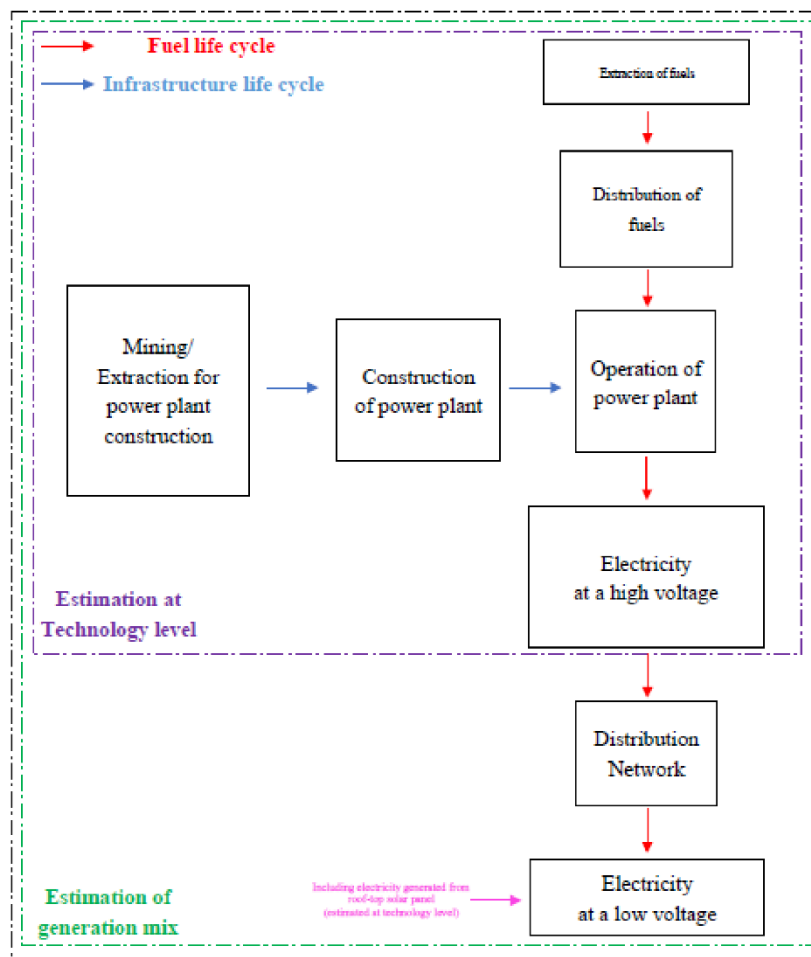 Fuel life cycle
Infrastructure life cycle
Extraction of fuels
Distribution of
fuels
Mining/
Extraction for
power plant
construction
Construction
of power plant
Operation of
power plant
Electricity
at a high voltage
Estimation at
Technology level
Distribution
Network
Including electricity generated from
roof-top solar panel
(estimated at technology level)
Electricity
at a low voltage
Estimation of
generation mix